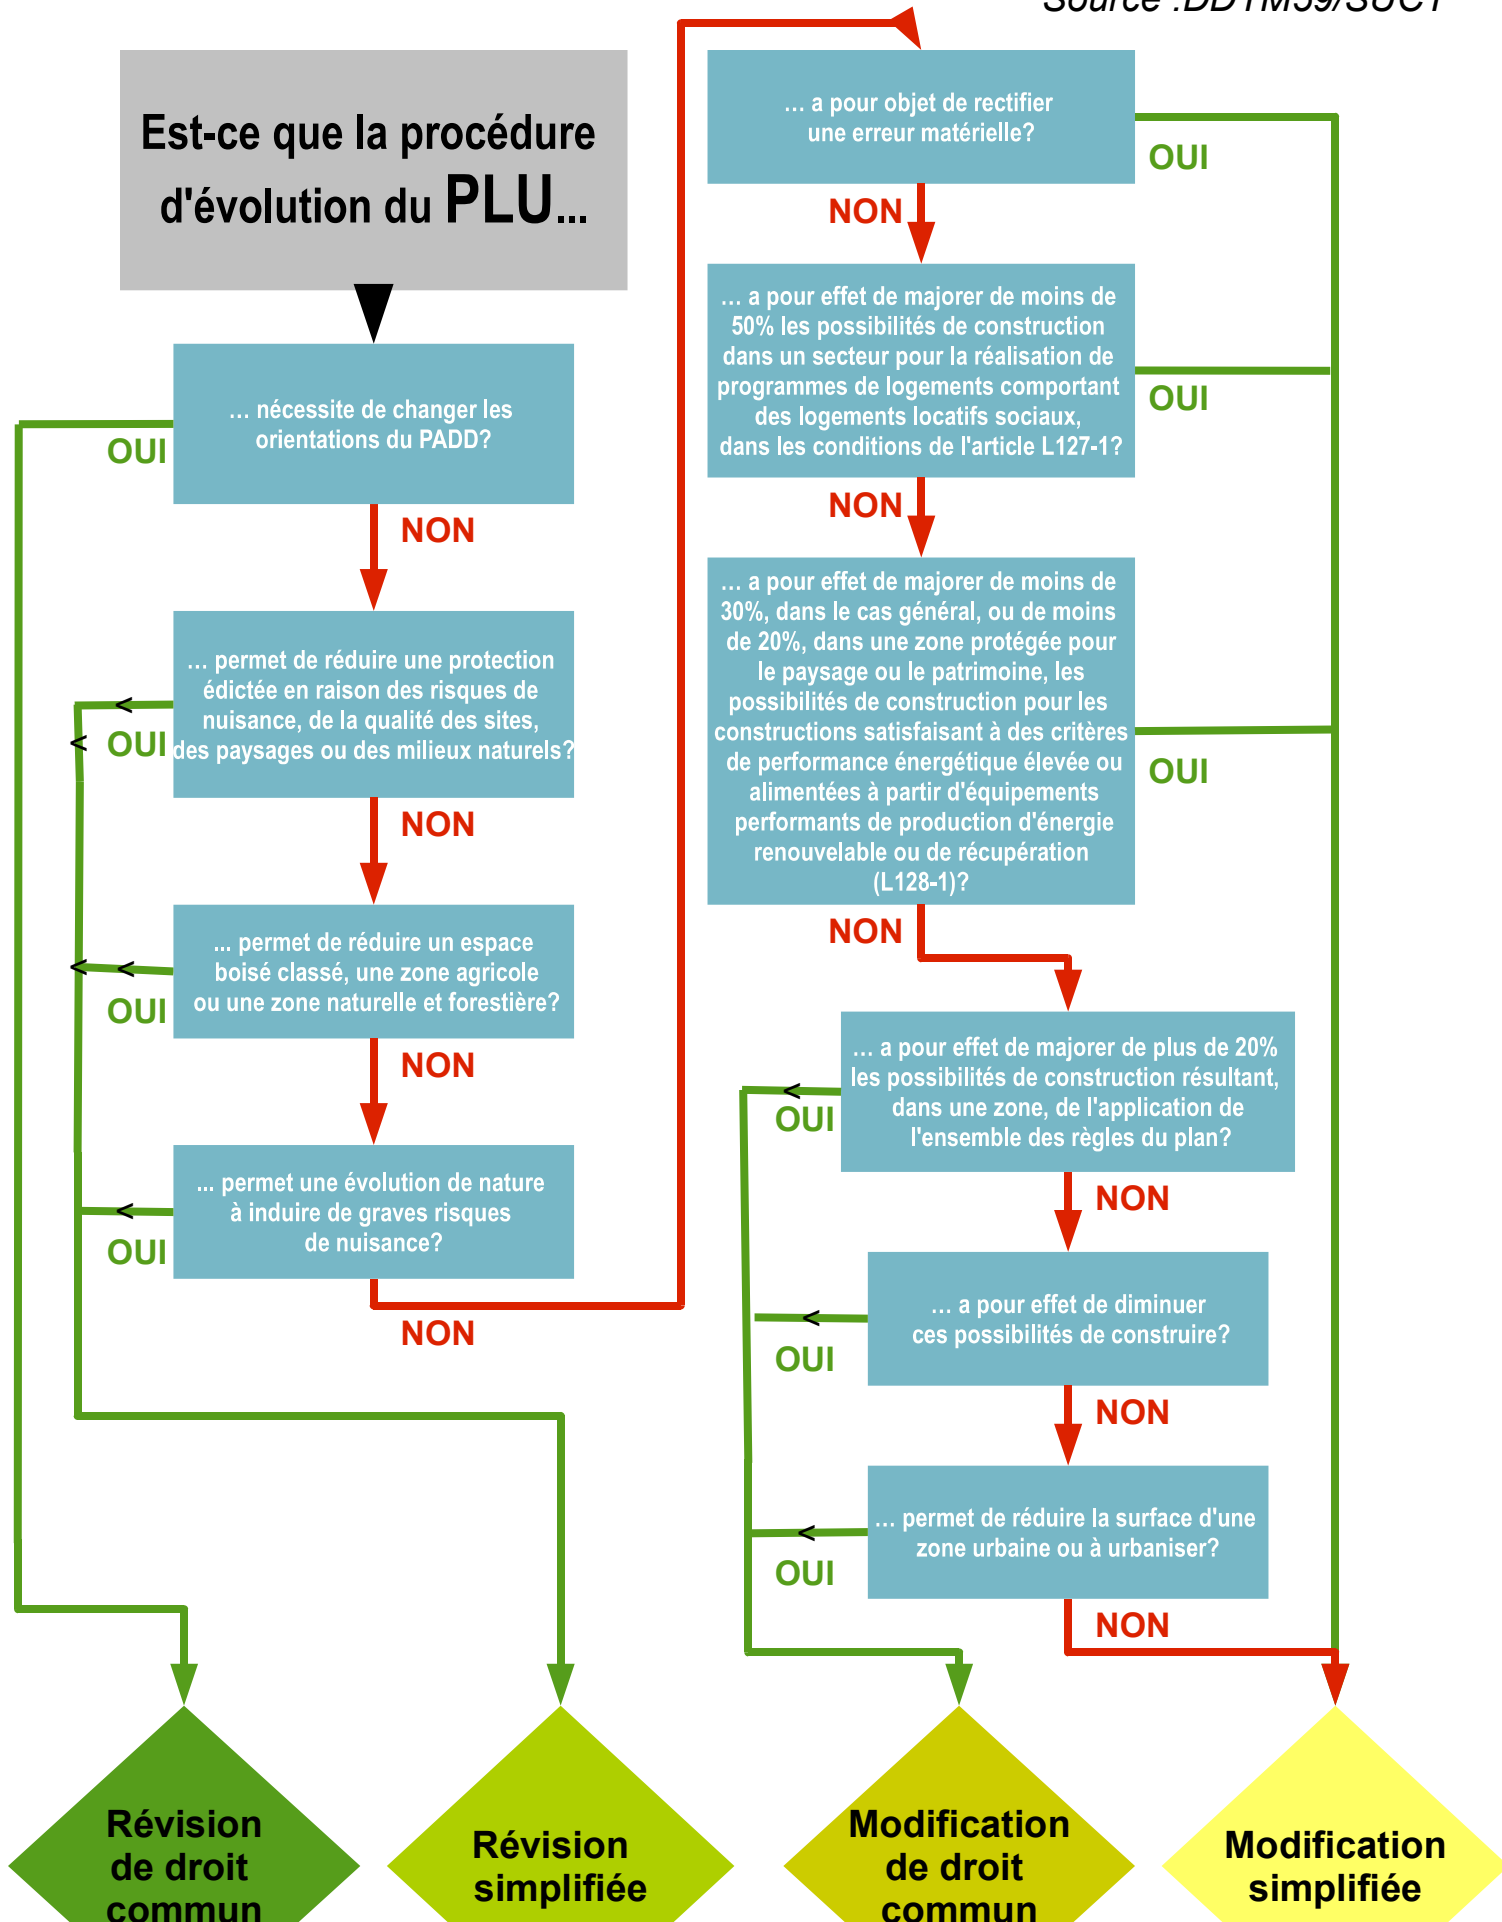 Source :DDTM59/SUCT
Est-ce que la procédure
d'évolution du PLU...
… nécessite de changer les
orientations du PADD?
OUI
NON
… permet de réduire une protection
édictée en raison des risques de
nuisance, de la qualité des sites,
des paysages ou des milieux naturels?
OUI
NON
... permet de réduire un espace
boisé classé, une zone agricole
ou une zone naturelle et forestière?
OUI
NON
... permet une évolution de nature
à induire de graves risques
de nuisance?
OUI
NON
… a pour objet de rectifier
une erreur matérielle?
OUI
NON
… a pour effet de majorer de moins de
50% les possibilités de construction
dans un secteur pour la réalisation de
programmes de logements comportant
des logements locatifs sociaux,
dans les conditions de l'article L127-1?
OUI
NON
… a pour effet de majorer de moins de
30%, dans le cas général, ou de moins
de 20%, dans une zone protégée pour
le paysage ou le patrimoine, les
possibilités de construction pour les
constructions satisfaisant à des critères
de performance énergétique élevée ou
alimentées à partir d'équipements
performants de production d'énergie
renouvelable ou de récupération
(L128-1)?
OUI
NON
… a pour effet de majorer de plus de 20%
les possibilités de construction résultant,
dans une zone, de l'application de
l'ensemble des règles du plan?
OUI
NON
… a pour effet de diminuer
ces possibilités de construire?
OUI
NON
… permet de réduire la surface d'une
zone urbaine ou à urbaniser?
OUI
NON
Révision
de droit
commun
Révision
simplifiée
Modification
de droit
commun
Modification
simplifiée